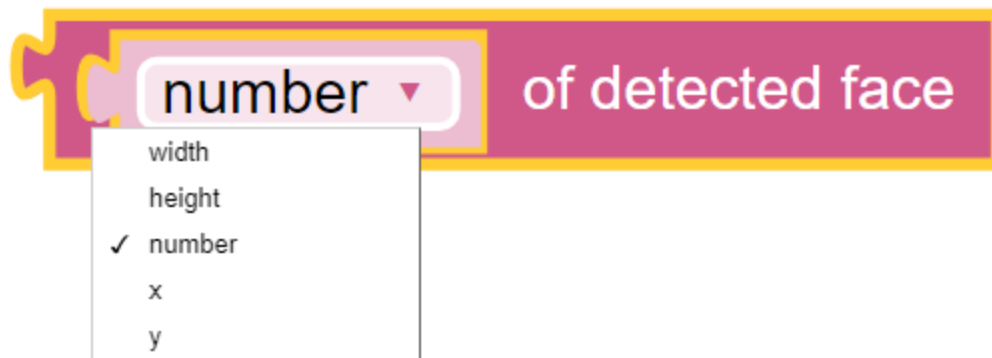 number ▼ of detected face
width
height
✓ number
x
y